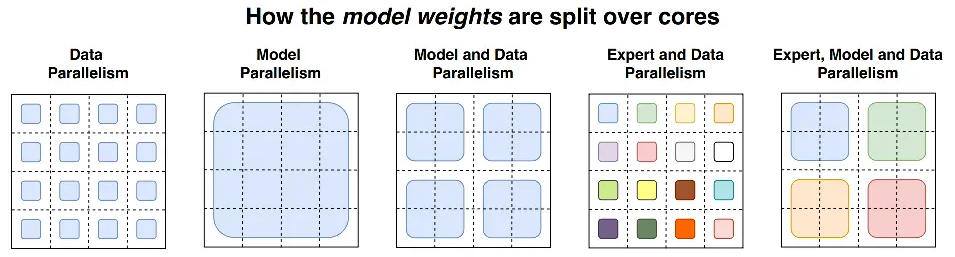 How the model weights are split over cores
Data
Parallelism
Model
Parallelism
Model and Data
Parallelism
Expert and Data
Parallelism
Expert, Model and Data
Parallelism